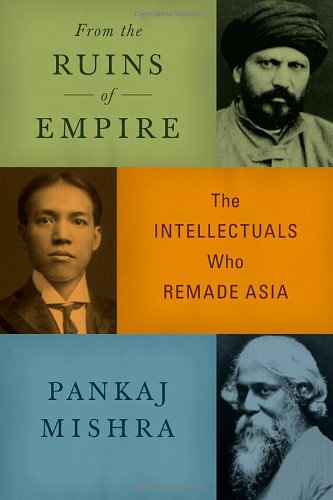 From the
RUINS
of
EMPIRE
The
INTELLECTUALS
Who
REMADE ASIA
PANKAJ
MISHRA